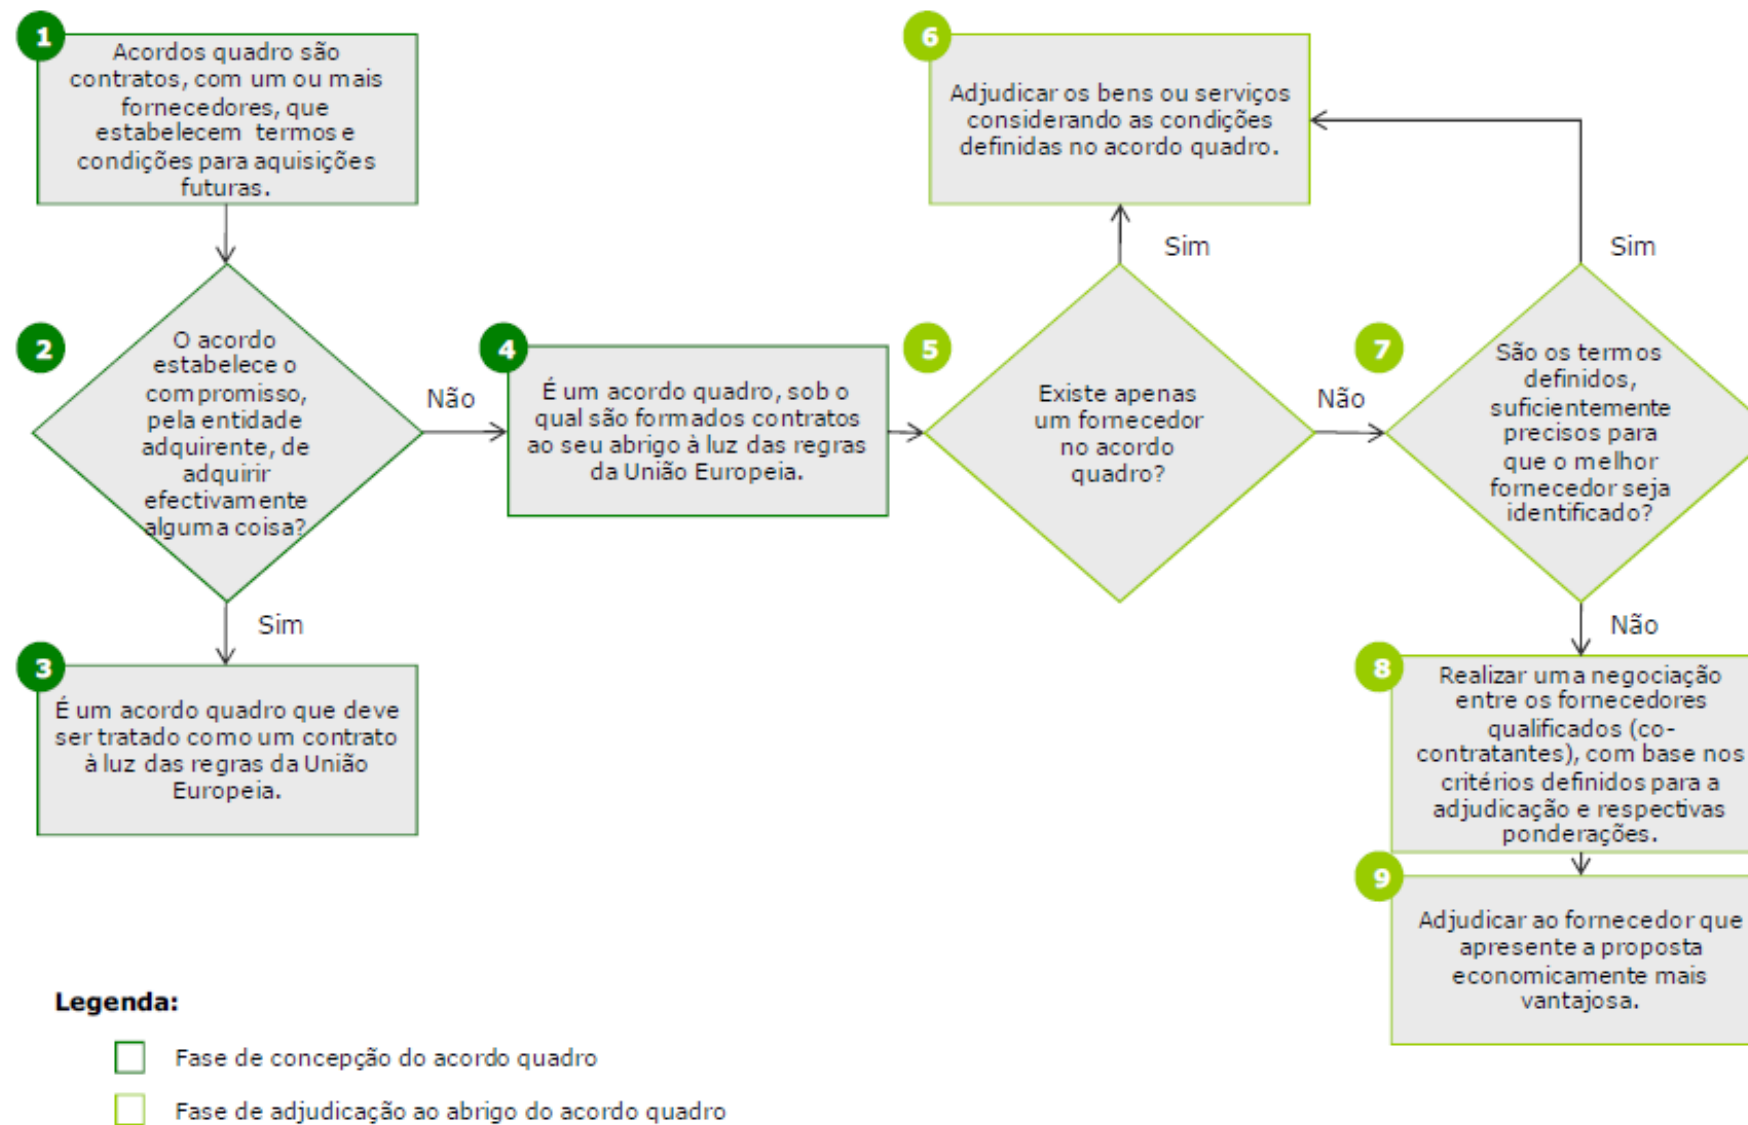 1
Acordos quadro são
contratos, com um ou mais
fornecedores, que
estabelecem termos e
condições para aquisições
futuras.
2
O acordo
estabelece o
compromisso,
pela entidade
adquirente, de
adquirir
efectivamente
alguma coisa?
Não
Sim
3
É um acordo quadro que deve
ser tratado como um contrato
à luz das regras da União
Europeia.
4
É um acordo quadro, sob o
qual são formados contratos
ao seu abrigo à luz das regras
da União Europeia.
5
Existe apenas
um fornecedor
no acordo
quadro?
Sim
Não
6
Adjudicar os bens ou serviços
considerando as condições
definidas no acordo quadro.
7
São os termos
definidos,
suficientemente
precisos para
que o melhor
fornecedor seja
identificado?
Sim
Não
8
Realizar uma negociação
entre os fornecedores
qualificados (co-
contratantes), com base nos
critérios definidos para a
adjudicação e respectivas
ponderações.
9
Adjudicar ao fornecedor que
apresente a proposta
economicamente mais
vantajosa.
Legenda:
Fase de concepção do acordo quadro
Fase de adjudicação ao abrigo do acordo quadro